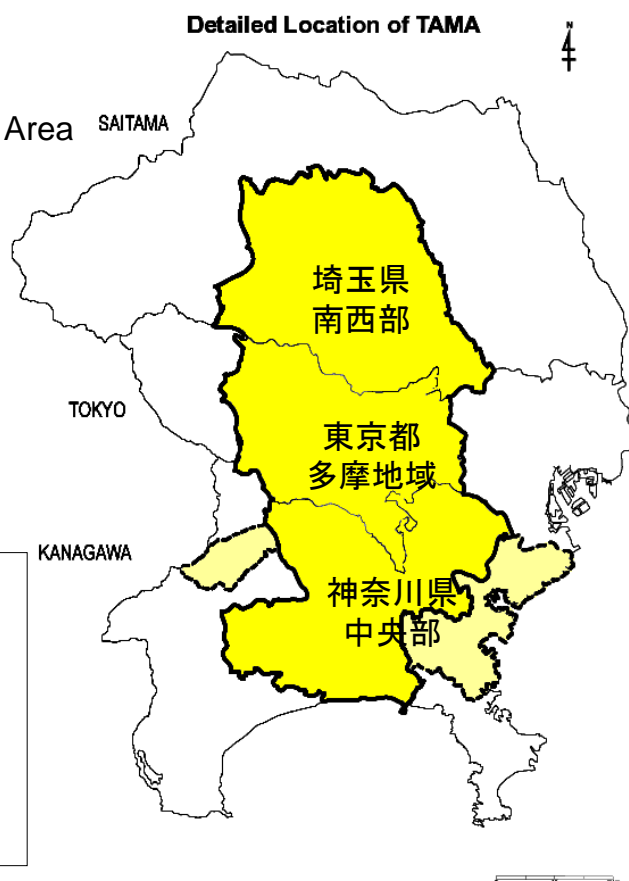 Detailed Location of TAMA
N
Area
SAITAMA
埼玉県
南西部
TOKYO
東京都
多摩地域
KANAGAWA
神奈川県
中央部